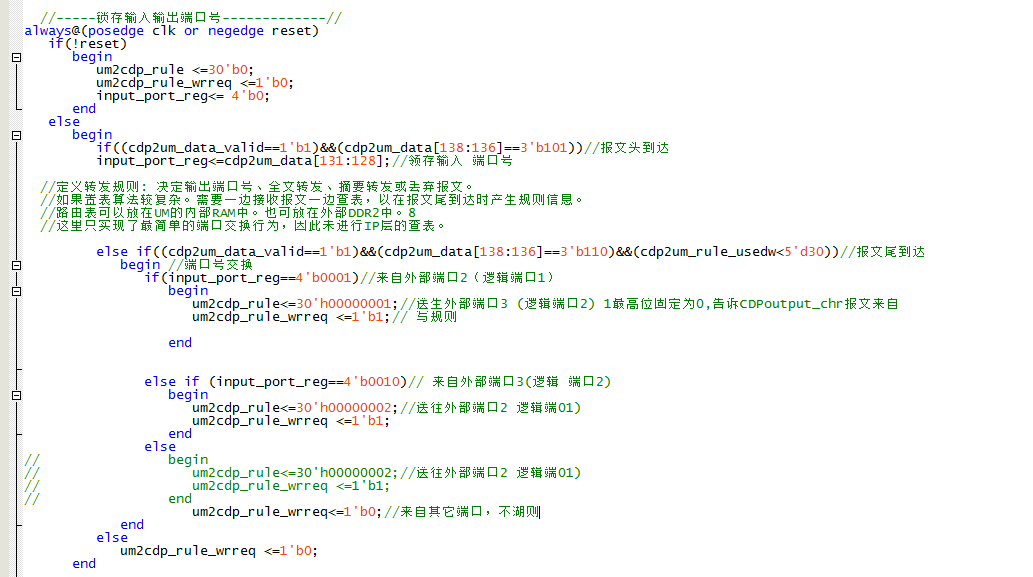 //-----锁存输入输出端口号-------------//
always@(posedge clk or negedge reset)
if(!reset)
begin
um2cdp_rule <=30'b0;
um2cdp_rule_wrreq <=1'b0;
input_port_reg<= 4'b0;
end
else
begin
if((cdp2um_data_valid==1'b1)&&(cdp2um_data[138:136]==3'b101))//报文头到达
input_port_reg<=cdp2um_data[131:128];//领存输入 端口号
//定义转发规则: 决定输出端口号、全文转发、摘要转发或丢弃报文。
//如果置表算法较复杂。需要一边接收报文一边查表，以在报文尾到达时产生规则信息。
//路由表可以放在UM的内部RAM中。也可放在外部DDR2中。8
//这里只实现了最简单的端口交换行为，因此未进行IP层的查表。
else if((cdp2um_data_valid==1'b1)&&(cdp2um_data[138:136]==3'b110)&&(cdp2um_rule_usedw<5'd30))//报文尾到达
begin //端口号交换
if(input_port_reg==4'b0001)//来自外部端口2（逻辑端口1）
begin
um2cdp_rule<=30'h00000001;//送生外部端口3 (逻辑端口2) 1最高位固定为0,告诉CDPoutput_chr报文来自
um2cdp_rule_wrreq <=1'b1;// 写规则
end
else if (input_port_reg==4'b0010)// 来自外部端口3(逻辑 端口2)
begin
um2cdp_rule<=30'h00000002;//送往外部端口2 逻辑端01)
um2cdp_rule_wrreq <=1'b1;
end
else
// begin
// um2cdp_rule<=30'h00000002;//送往外部端口2 逻辑端01)
// um2cdp_rule_wrreq <=1'b1;
// end
um2cdp_rule_wrreq<=1'b0;//来自其它端口，不湖则
end
else
um2cdp_rule_wrreq <=1'b0;
end